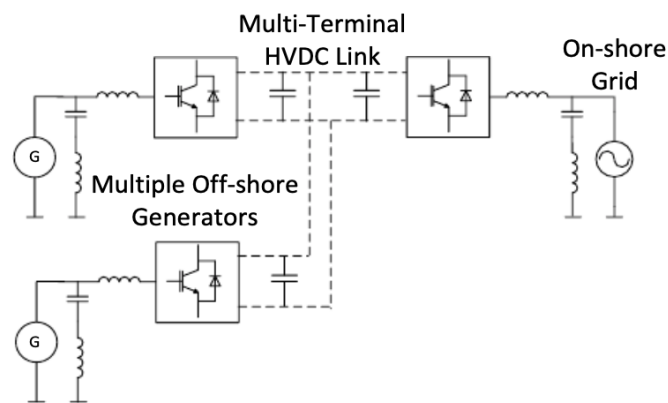 Multi-Terminal
HVDC Link
On-shore
Grid
G
Multiple Off-shore
Generators
G